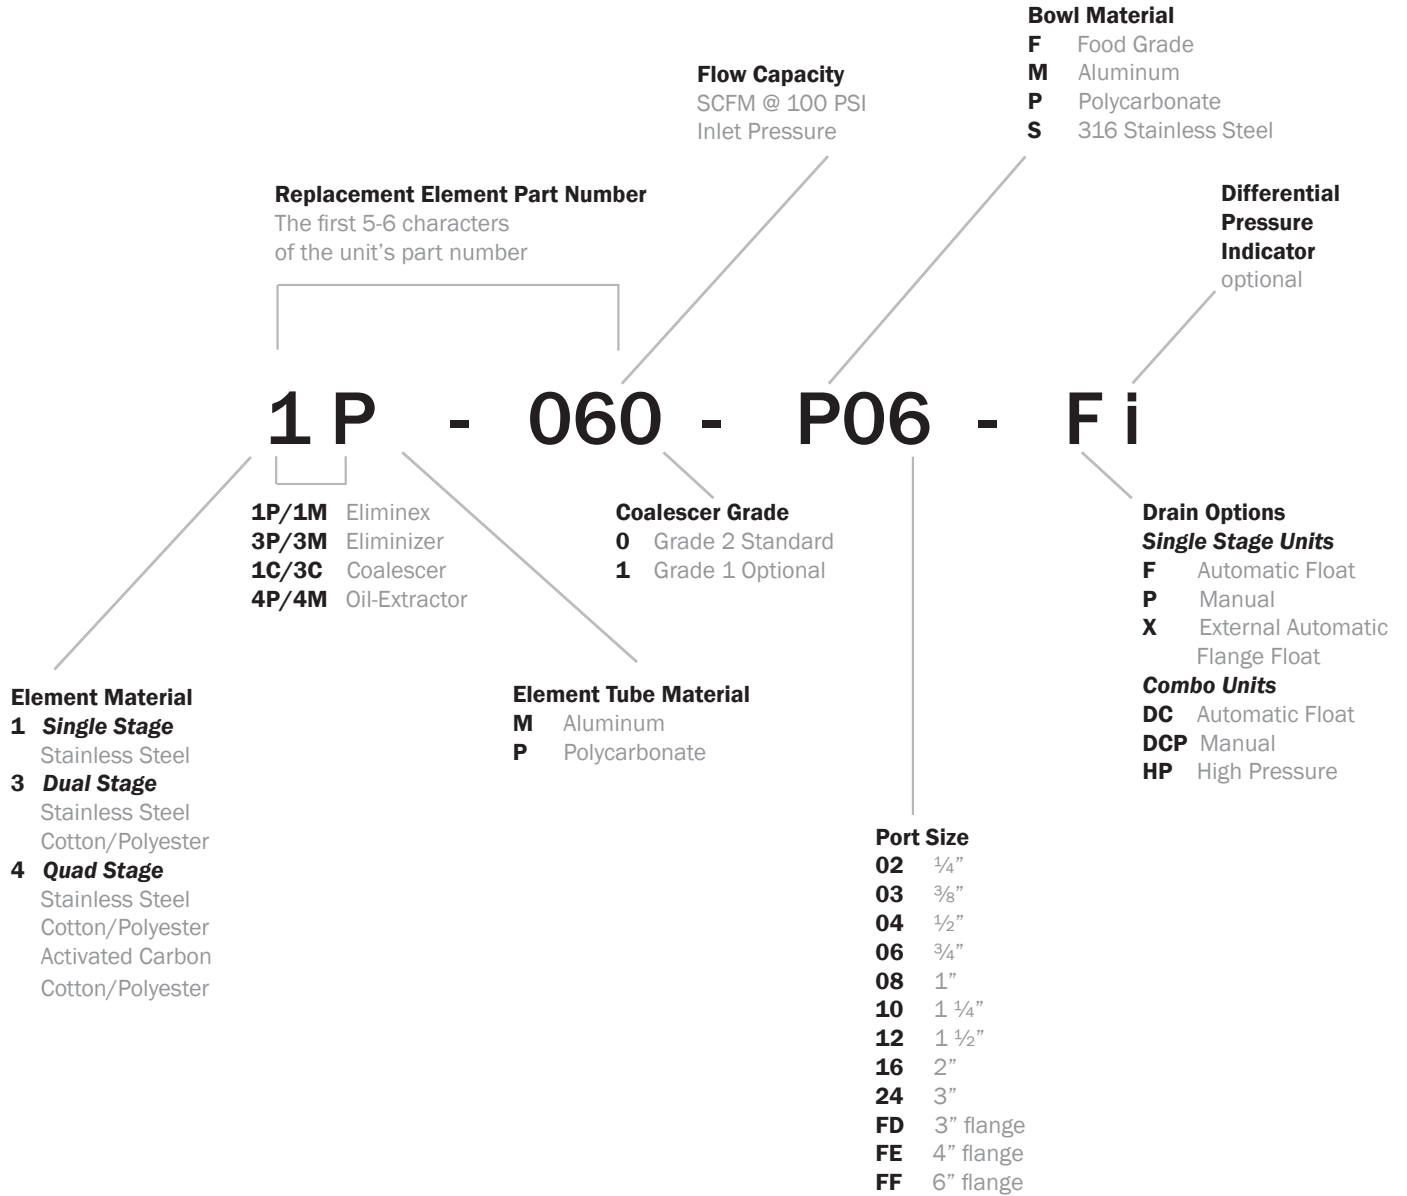 Bowl Material
F Food Grade
M Aluminum
P Polycarbonate
S 316 Stainless Steel
Flow Capacity
SCFM @ 100 PSI
Inlet Pressure
Replacement Element Part Number
The first 5-6 characters
of the unit’s part number
Differential
Pressure
Indicator
optional
1 P - 060 - P06 - F i
1P/1M Eliminex
3P/3M Eliminizer
1C/3C Coalescer
4P/4M Oil-Extractor
Coalescer Grade
0 Grade 2 Standard
1 Grade 1 Optional
Drain Options
Single Stage Units
F Automatic Float
P Manual
X External Automatic
Flange Float
Combo Units
DC Automatic Float
DCP Manual
HP High Pressure
Element Material
1 Single Stage
Stainless Steel
3 Dual Stage
Stainless Steel
Cotton/Polyester
4 Quad Stage
Stainless Steel
Cotton/Polyester
Activated Carbon
Cotton/Polyester
Element Tube Material
M Aluminum
P Polycarbonate
Port Size
02 ¼”
03 ⅜”
04 ½”
06 ¾”
08 1”
10 1 ¼”
12 1 ½”
16 2”
24 3”
FD 3” flange
FE 4” flange
FF 6” flange